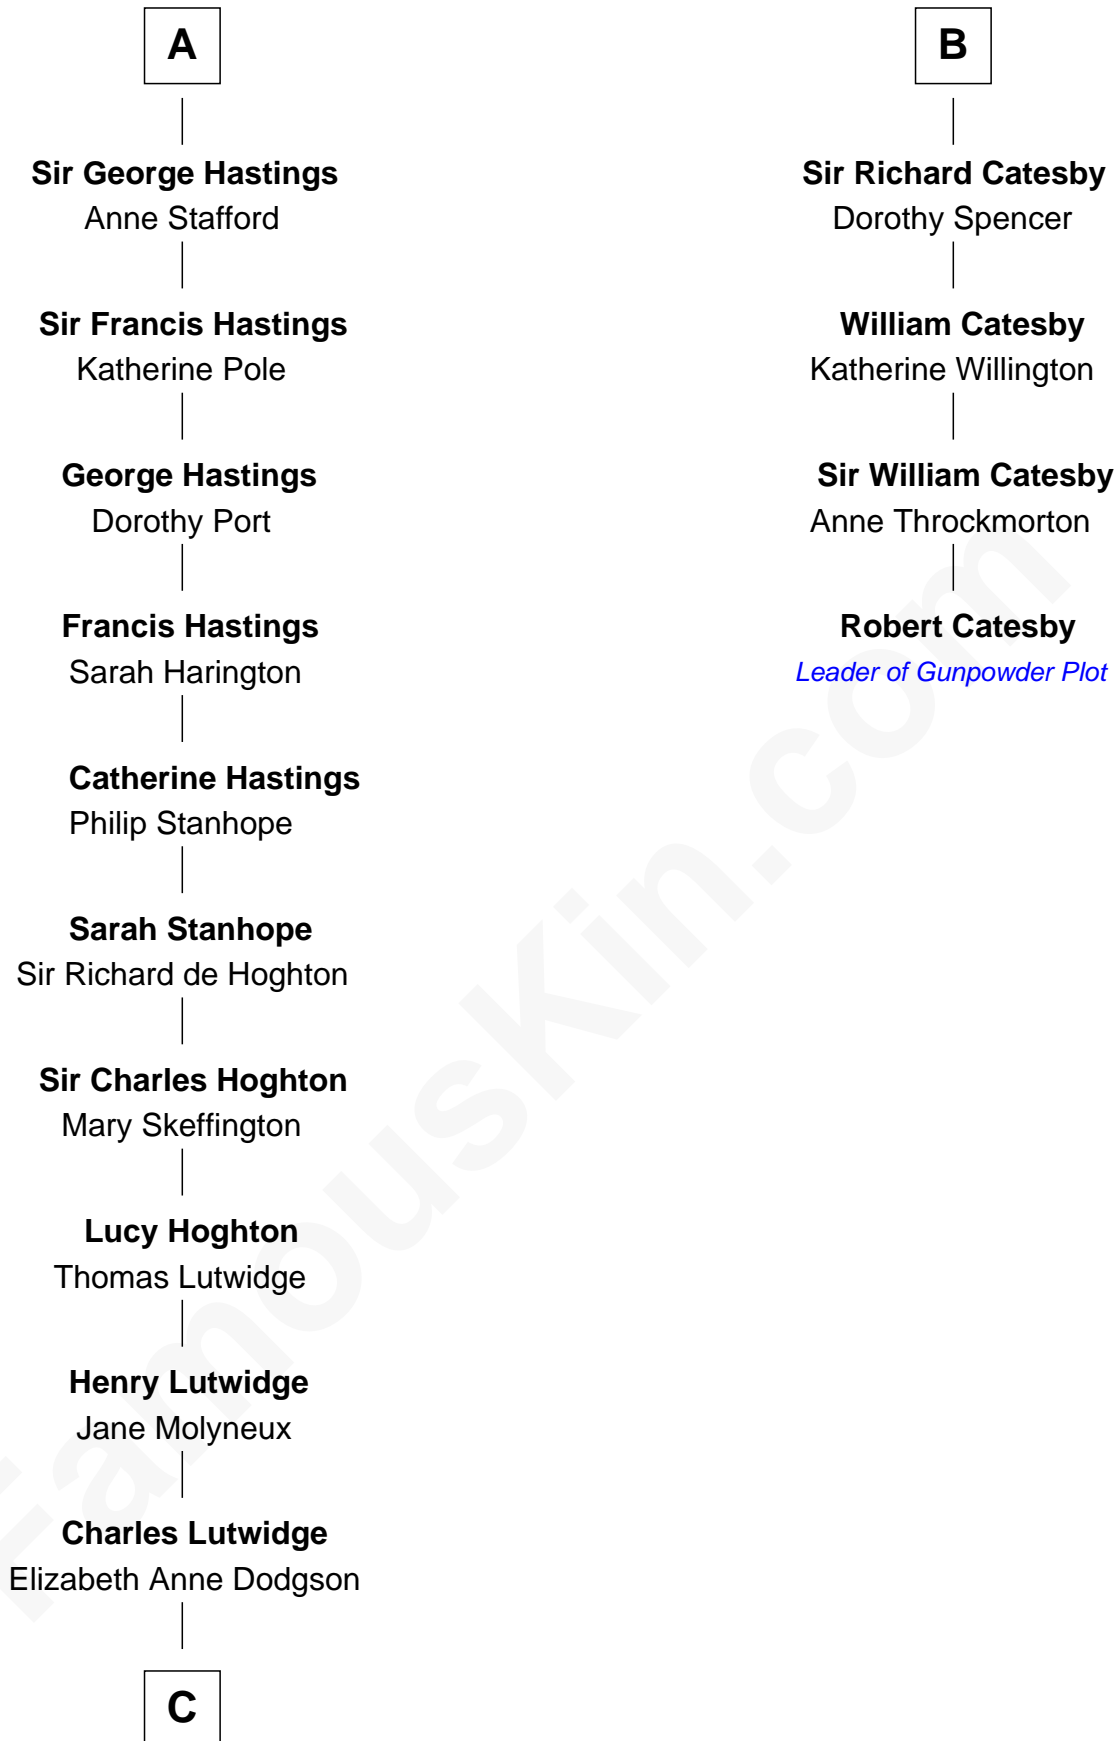 A
Sir George Hastings
Anne Stafford
Sir Francis Hastings
Katherine Pole
George Hastings
Dorothy Port
Francis Hastings
Sarah Harington
Catherine Hastings
Philip Stanhope
Sarah Stanhope
Sir Richard de Hoghton
Sir Charles Hoghton
Mary Skeffington
Lucy Hoghton
Thomas Lutwidge
Henry Lutwidge
Jane Molyneux
Charles Lutwidge
Elizabeth Anne Dodgson
C
B
Sir Richard Catesby
Dorothy Spencer
William Catesby
Katherine Willington
Sir William Catesby
Anne Throckmorton
Robert Catesby
Leader of Gunpowder Plot
FamousKin.com